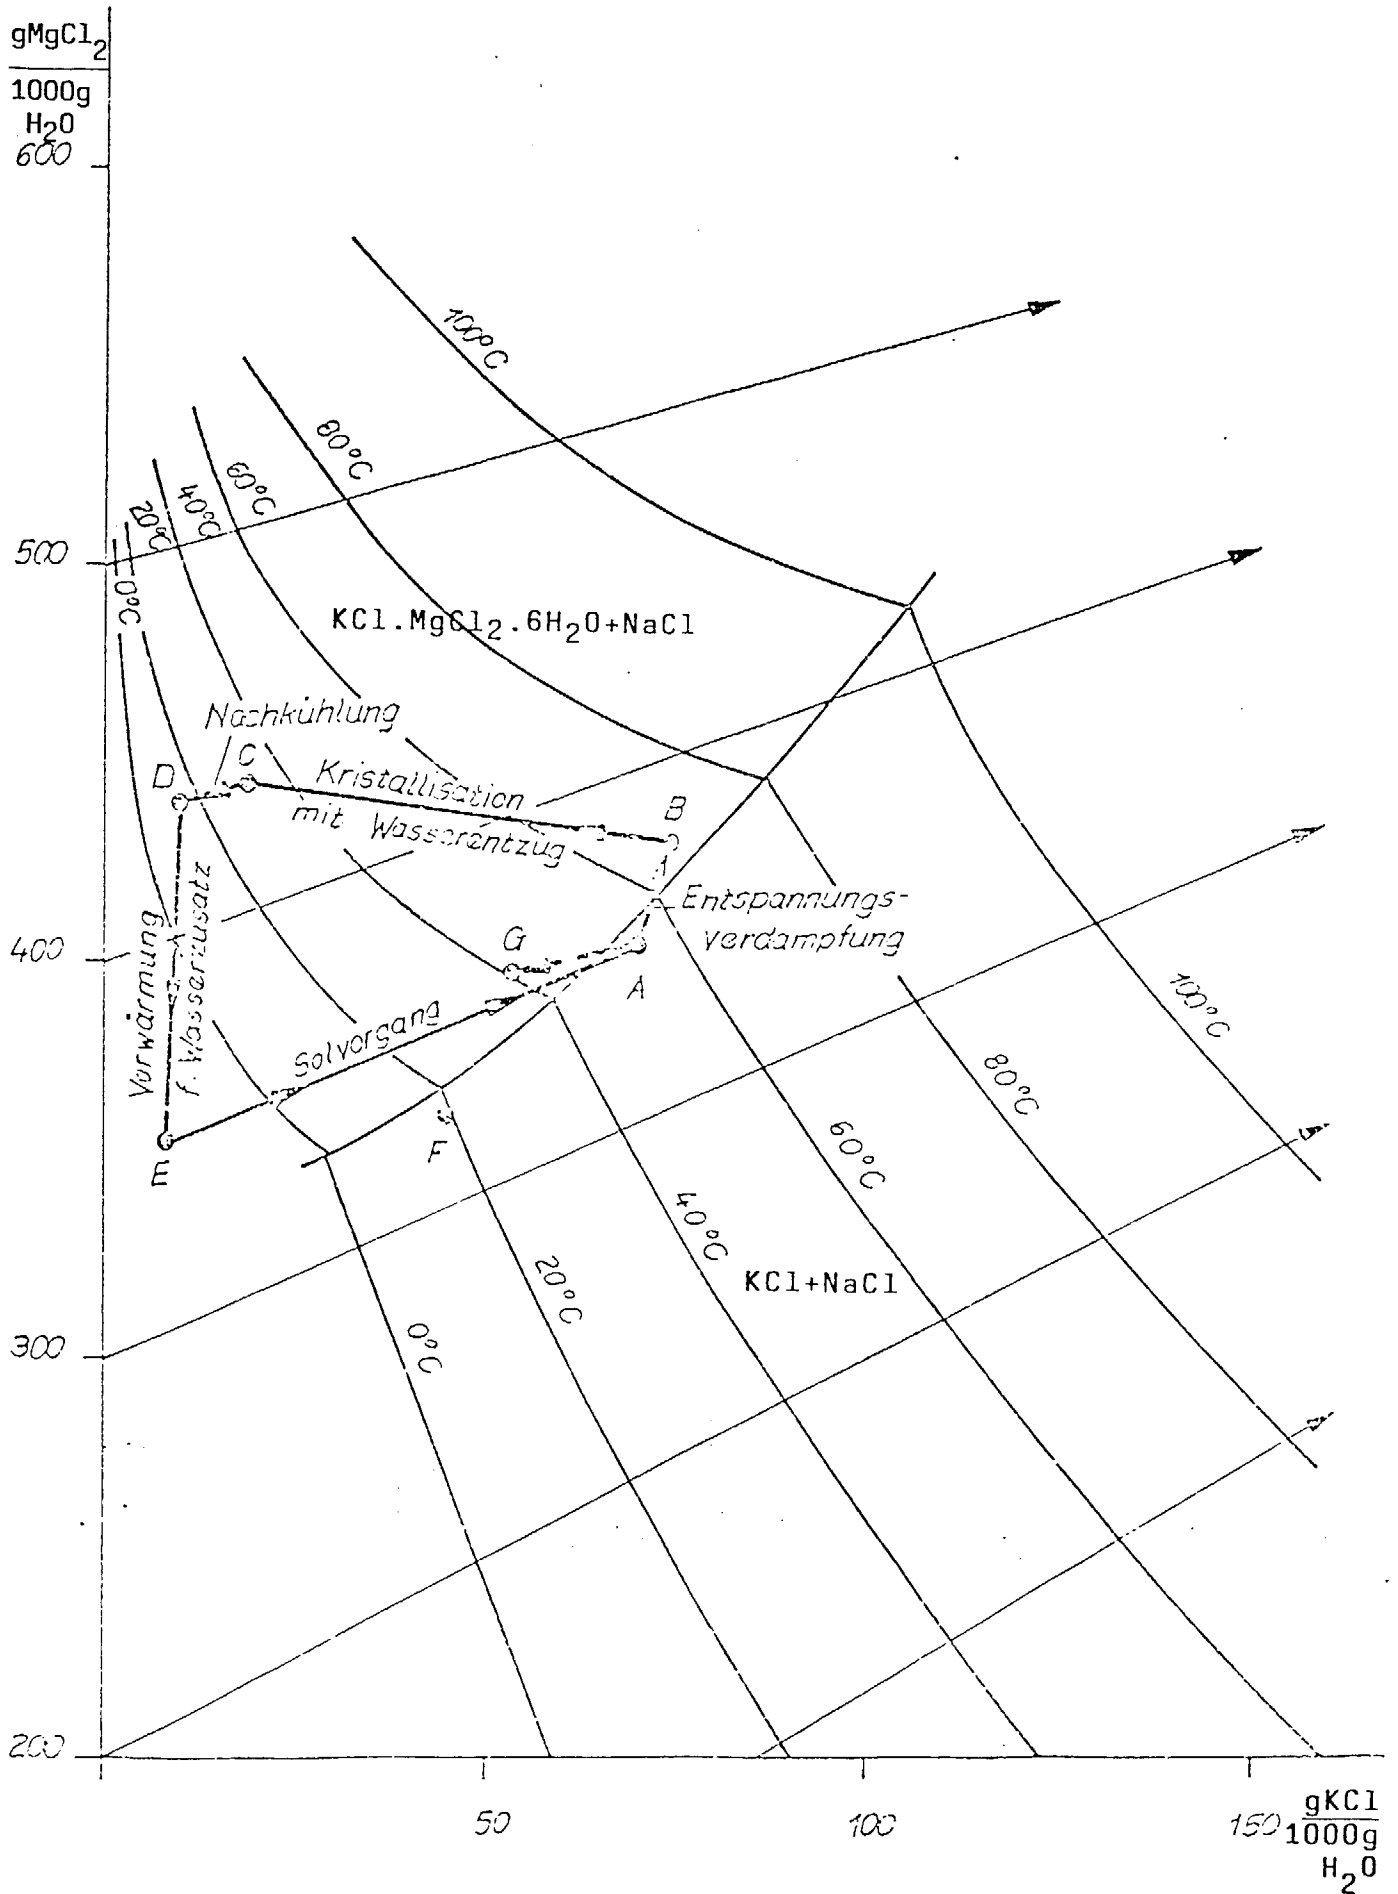 gMgCl2
1000g
H2O
600
100°C
80°C
60°C
40°C
20°C
500
0°C
KCl.MgCl2.6H2O+NaCl
Nachkühlung
D
C
Kristallisation
mit Wasserentzug
B
Entspannungs-
verdampfung
400
G
A
Vorwärmung
f. Wasserzusatz
Solvorgang
100°C
80°C
F
E
60°C
40°C
20°C
KCl+NaCl
0°C
300
200
50
100
150
gKCl
1000g
H2O